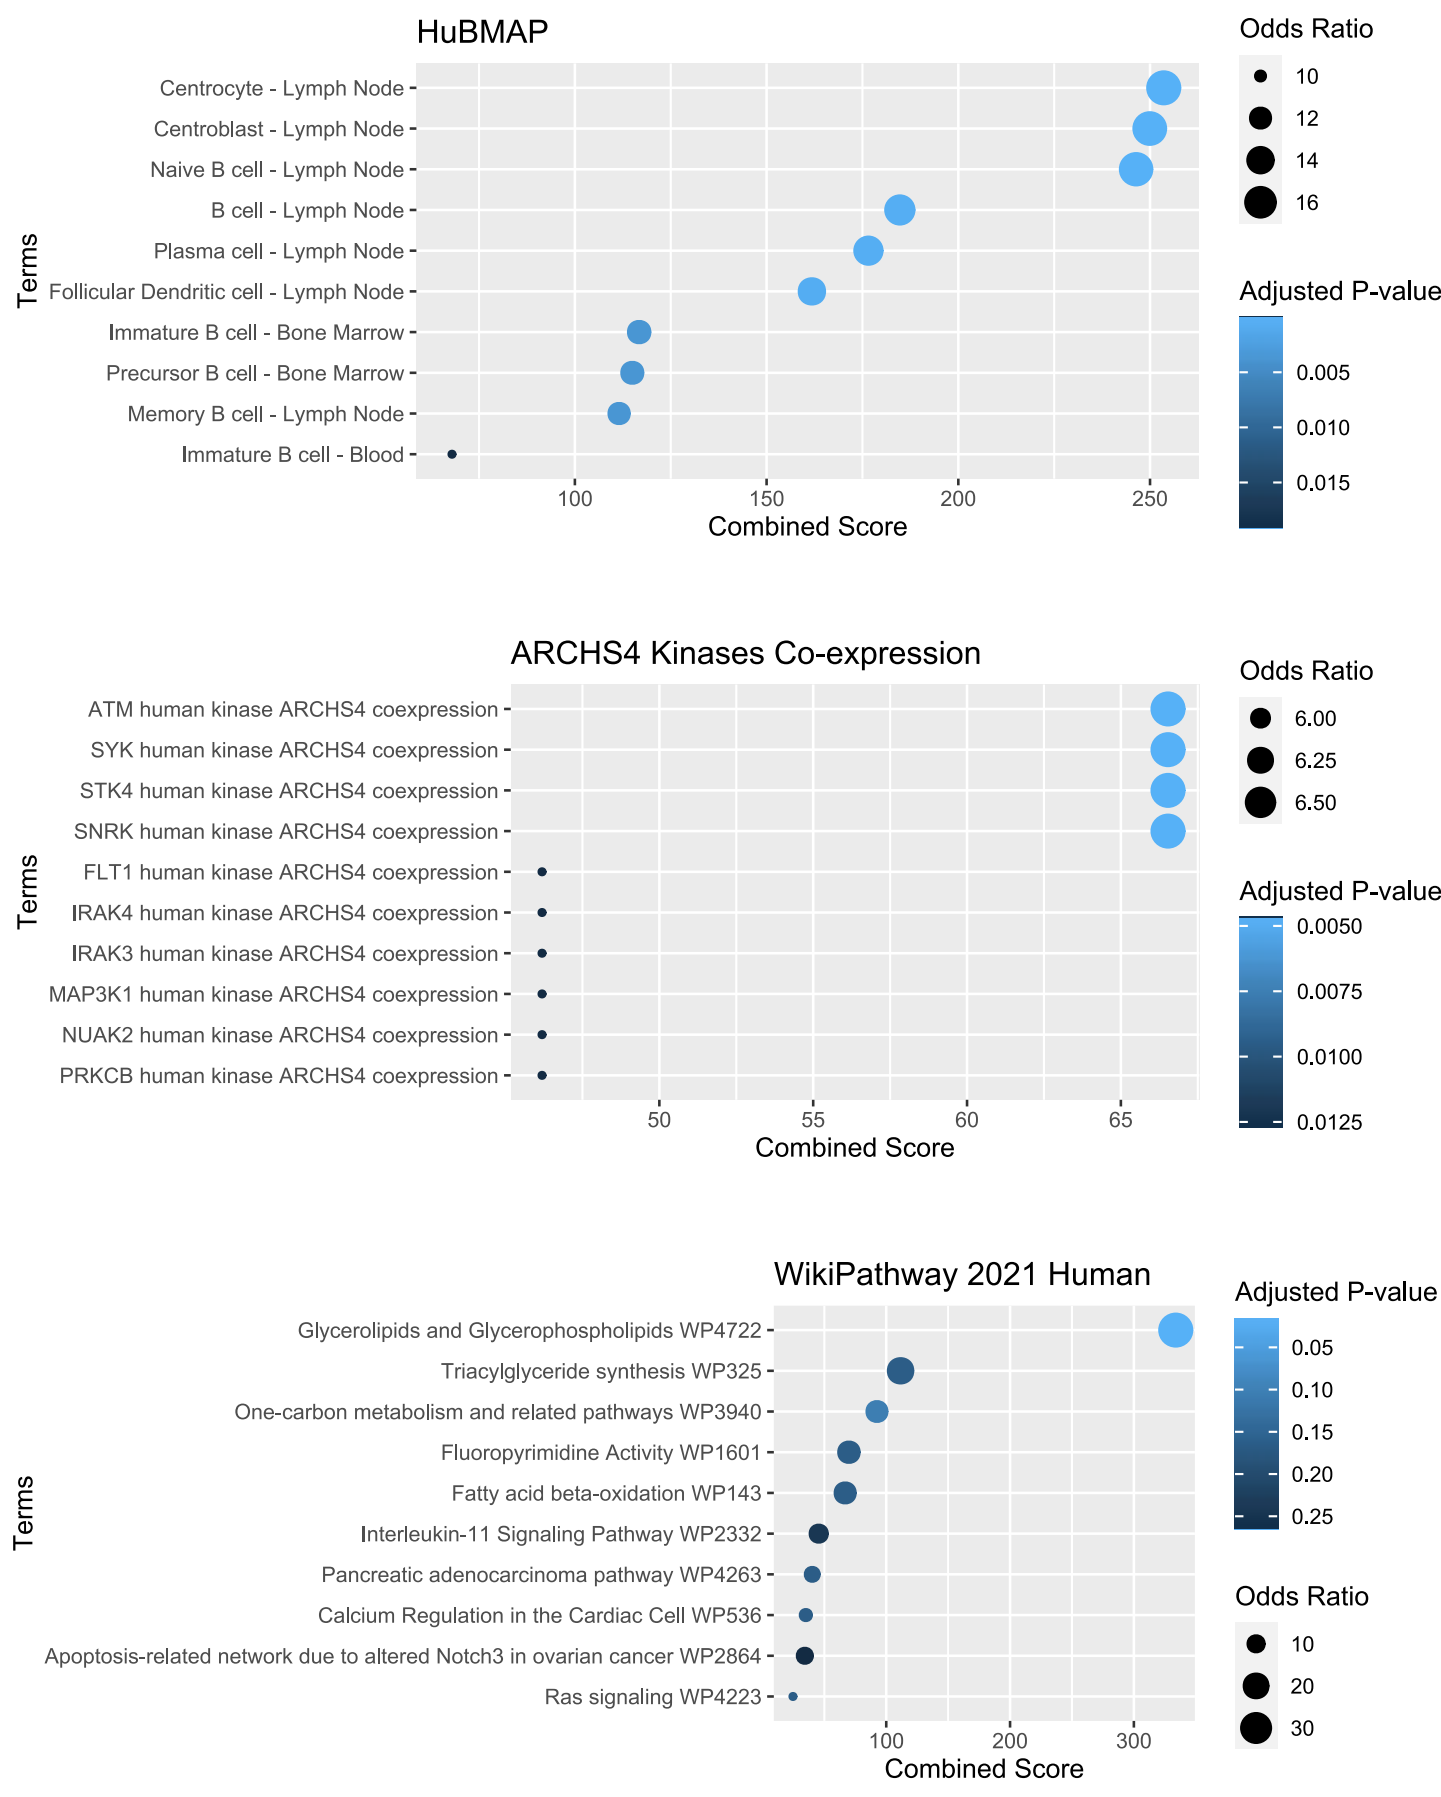 HuBMAP
Terms
Centrocyte - Lymph Node
Centroblast - Lymph Node
Naive B cell - Lymph Node
B cell - Lymph Node
Plasma cell - Lymph Node
Follicular Dendritic cell - Lymph Node
Immature B cell - Bone Marrow
Precursor B cell - Bone Marrow
Memory B cell - Lymph Node
Immature B cell - Blood
100 150 200 250
Combined Score
Odds Ratio
10
12
14
16
Adjusted P-value
0.005
0.010
0.015
ARCHS4 Kinases Co-expression
Terms
ATM human kinase ARCHS4 coexpression
SYK human kinase ARCHS4 coexpression
STK4 human kinase ARCHS4 coexpression
SNRK human kinase ARCHS4 coexpression
FLT1 human kinase ARCHS4 coexpression
IRAK4 human kinase ARCHS4 coexpression
IRAK3 human kinase ARCHS4 coexpression
MAP3K1 human kinase ARCHS4 coexpression
NUAK2 human kinase ARCHS4 coexpression
PRKCB human kinase ARCHS4 coexpression
50 55 60 65
Combined Score
Odds Ratio
6.00
6.25
6.50
Adjusted P-value
0.0050
0.0075
0.0100
0.0125
WikiPathway 2021 Human
Terms
Glycerolipids and Glycerophospholipids WP4722
Triacylglyceride synthesis WP325
One-carbon metabolism and related pathways WP3940
Fluoropyrimidine Activity WP1601
Fatty acid beta-oxidation WP143
Interleukin-11 Signaling Pathway WP2332
Pancreatic adenocarcinoma pathway WP4263
Calcium Regulation in the Cardiac Cell WP536
Apoptosis-related network due to altered Notch3 in ovarian cancer WP2864
Ras signaling WP4223
100 200 300
Combined Score
Adjusted P-value
0.05
0.10
0.15
0.20
0.25
Odds Ratio
10
20
30